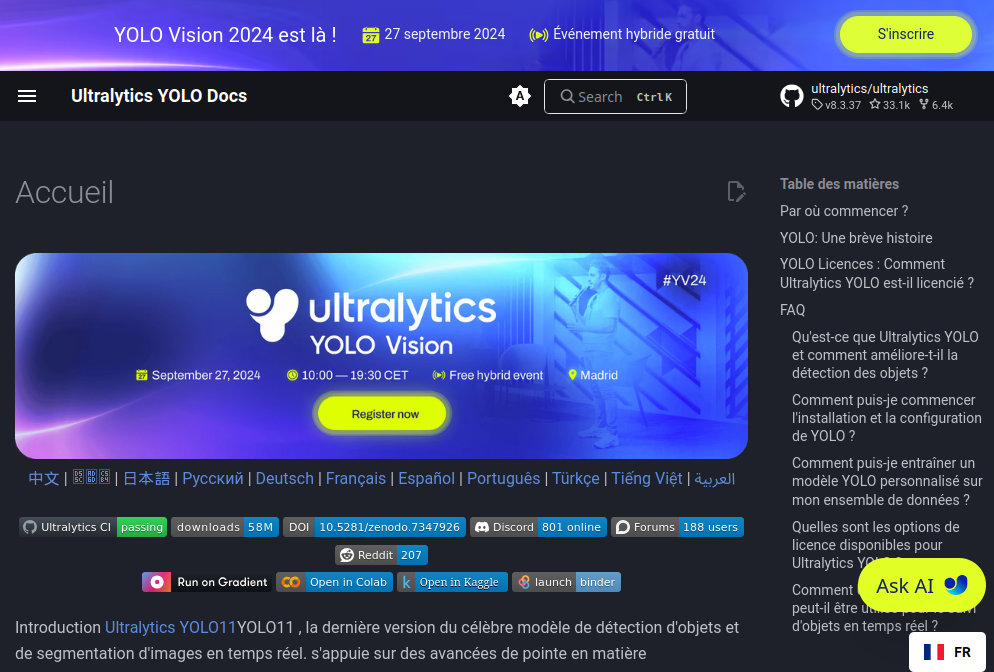 YOLO Vision 2024 est là !
27 septembre 2024
Événement hybride gratuit
S'inscrire
Ultralytics YOLO Docs
A
Search Ctrl K
ultralytics/ultralytics
v8.3.37 33.1k 6.4k
Accueil
#YV24
ultralytics
YOLO Vision
September 27, 2024 10:00 — 19:30 CET Free hybrid event Madrid
Register now
中文 | | 日本語 | Русский | Deutsch | Français | Español | Português | Türkçe | Tiếng Việt | العربية
Ultralytics CI passing downloads 58M DOI 10.5281/zenodo.7347926 Discord 801 online Forums 188 users
Reddit 207
Run on Gradient Open in Colab Open in Kaggle launch binder
Introduction Ultralytics YOLO11YOLO11 , la dernière version du célèbre modèle de détection d'objets et
de segmentation d'images en temps réel. s'appuie sur des avancées de pointe en matière
Table des matières
Par où commencer ?
YOLO: Une brève histoire
YOLO Licences : Comment
Ultralytics YOLO est-il licencié ?
FAQ
Qu'est-ce que Ultralytics YOLO
et comment améliore-t-il la
détection des objets ?
Comment puis-je commencer
l'installation et la configuration
de YOLO ?
Comment puis-je entraîner un
modèle YOLO personnalisé sur
mon ensemble de données ?
Quelles sont les options de
licence disponibles pour
Ultralytics YOLO ?
Comment
peut-il être utilisé pour le suivi
d'objets en temps réel ?
Ask AI
FR